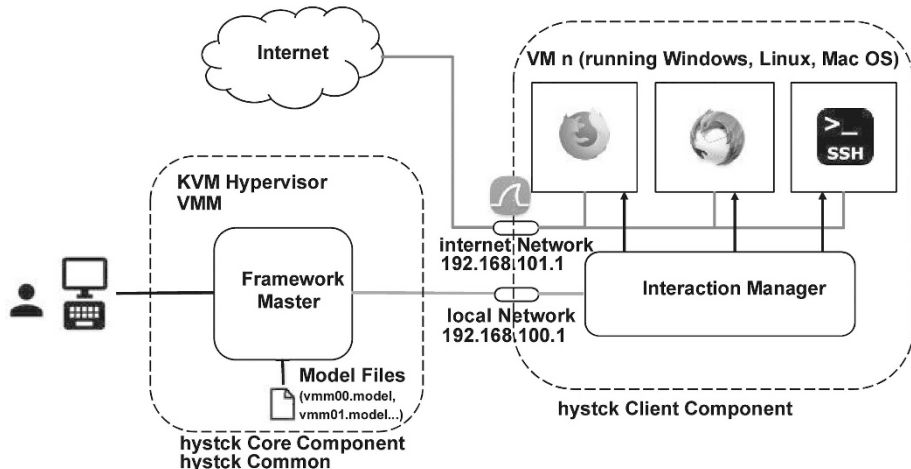 Internet
VM n (running Windows, Linux, Mac OS)
>_
SSH
KVM Hypervisor
VMM
internet Network
192.168.101.1
Framework
Master
Interaction Manager
local Network
192.168.100.1
Model Files
(vmm00.model,
vmm01.model...)
hystck Client Component
hystck Core Component
hystck Common